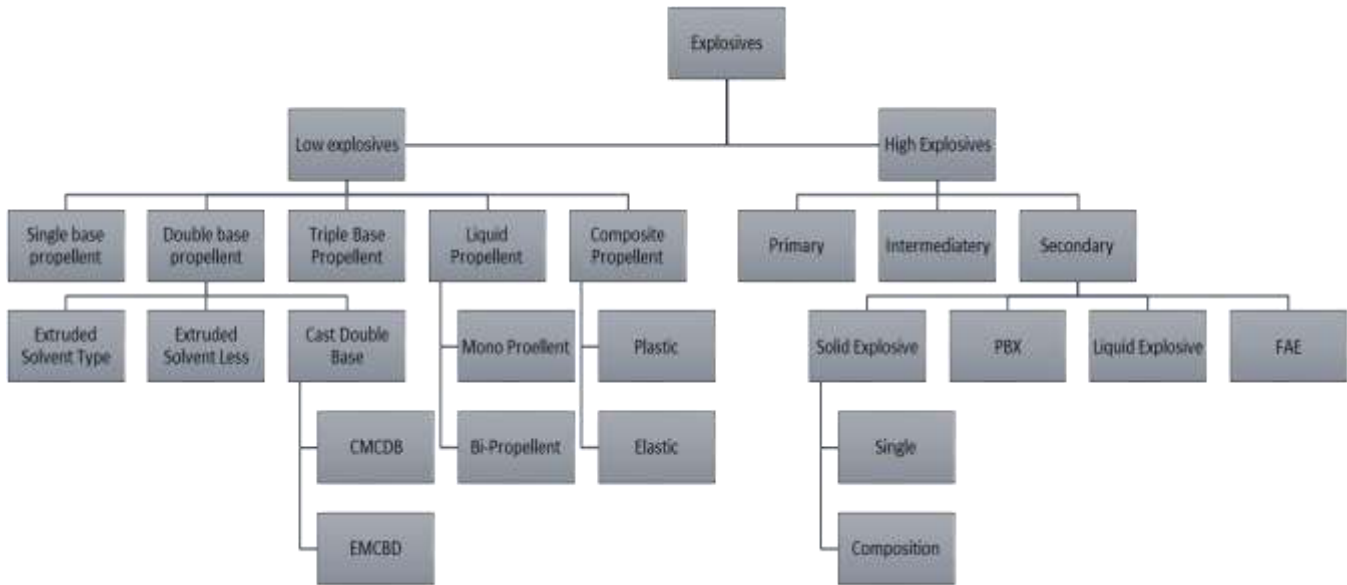 Explosives
Low explosives
High Explosives
Single base
propellent
Double base
propellent
Triple Base
Propellent
Liquid
Propellent
Composite
Propellent
Primary
Intermediatery
Secondary
Extruded
Solvent Type
Extruded
Solvent Less
Cast Double
Base
Mono Proellent
Plastic
Solid Explosive
PBX
Liquid Explosive
FAE
CMCDB
Bi-Propellent
Elastic
Single
EMCBD
Composition